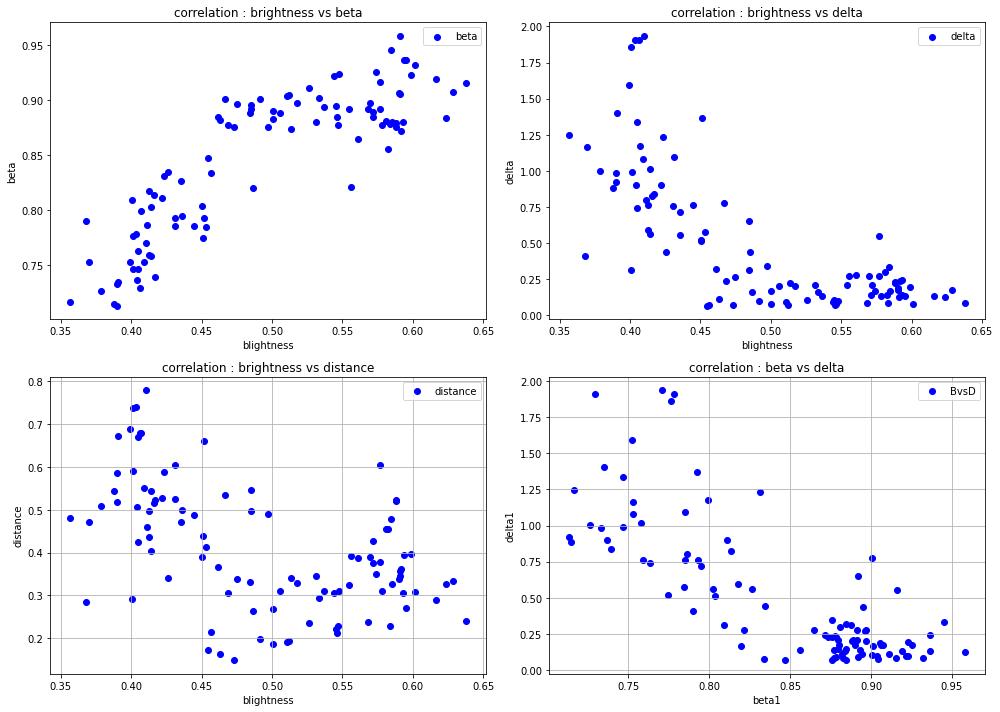 correlation : brightness vs beta
beta
0.95
0.90
0.85
0.80
0.75
beta
0.35 0.40 0.45 0.50 0.55 0.60 0.65
blightness
correlation : brightness vs delta
delta
2.00
1.75
1.50
1.25
1.00
0.75
0.50
0.25
0.00
delta
0.35 0.40 0.45 0.50 0.55 0.60 0.65
blightness
correlation : brightness vs distance
distance
0.8
0.7
0.6
0.5
0.4
0.3
0.2
distance
0.35 0.40 0.45 0.50 0.55 0.60 0.65
blightness
correlation : beta vs delta
BvsD
2.00
1.75
1.50
1.25
1.00
0.75
0.50
0.25
0.00
delta1
0.75 0.80 0.85 0.90 0.95
beta1